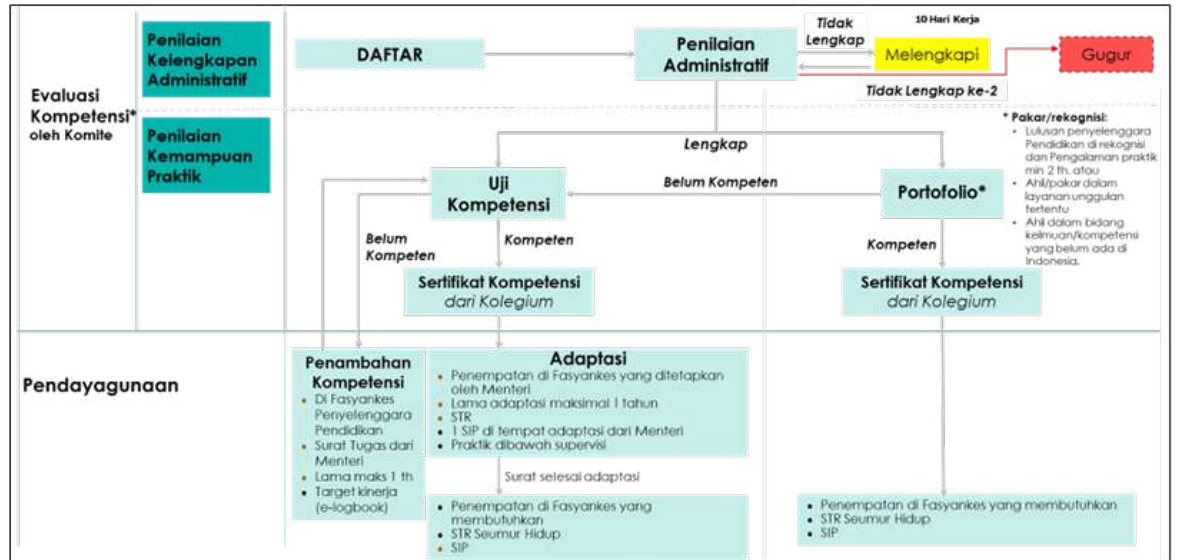 Evaluasi
Kompetensi*
oleh Komite
Penilaian
Kelengkapan
Administratif
Penilaian
Kemampuan
Praktik
DAFTAR
Penilaian
Administratif
Tidak
Lengkap
10 Hari Kerja
Melengkapi
Gugur
Tidak Lengkap ke-2
Lengkap
Uji
Kompetensi
Belum Kompeten
Portofolio*
* Pakar/rekognisi:
• Lulusan penyelenggara
Pendidikan di rekognisi
dan Pengalaman praktik
min 2 th. atau
• Ahli/pakar dalam
layanan unggulan
tertentu
• Ahli dalam bidang
keilmuan/kompetensi
yang belum ada di
Indonesia.
Belum
Kompeten
Kompeten
Kompeten
Sertifikat Kompetensi
dari Kolegium
Sertifikat Kompetensi
dari Kolegium
Pendayagunaan
Penambahan
Kompetensi
• Di Fasyankes
Penyelenggara
Pendidikan
• Surat Tugas dari
Menteri
• Lama maks 1 th
• Target kinerja
(e-logbook)
Adaptasi
• Penempatan di Fasyankes yang ditetapkan
oleh Menteri
• Lama adaptasi maksimal 1 tahun
• STR
• 1 SIP di tempat adaptasi dari Menteri
• Praktik dibawah supervisi
Surat selesai adaptasi
• Penempatan di Fasyankes yang
membutuhkan
• STR Seumur Hidup
• SIP
• Penempatan di Fasyankes yang membutuhkan
• STR Seumur Hidup
• SIP